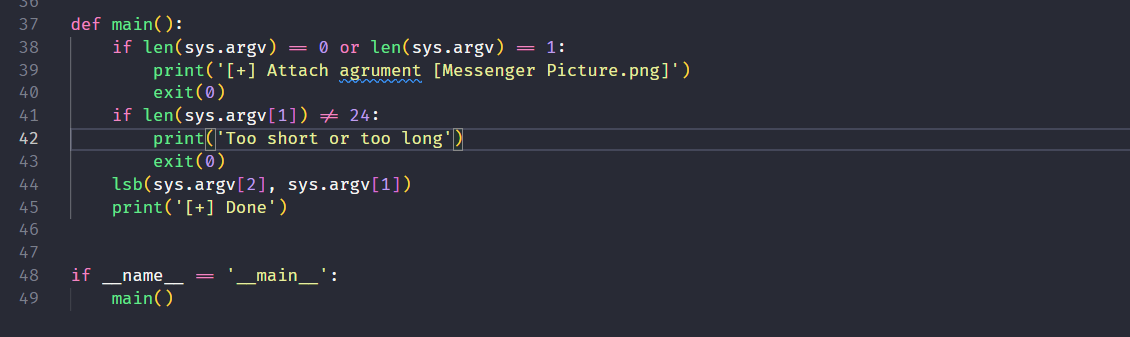 36
37 def main():
38     if len(sys.argv) == 0 or len(sys.argv) == 1:
39         print('[+] Attach agrument [Messenger Picture.png]')
40         exit(0)
41     if len(sys.argv[1]) != 24:
42         print('Too short or too long')
43         exit(0)
44     lsb(sys.argv[2], sys.argv[1])
45     print('[+] Done')
46
47
48 if __name__ == '__main__':
49     main()